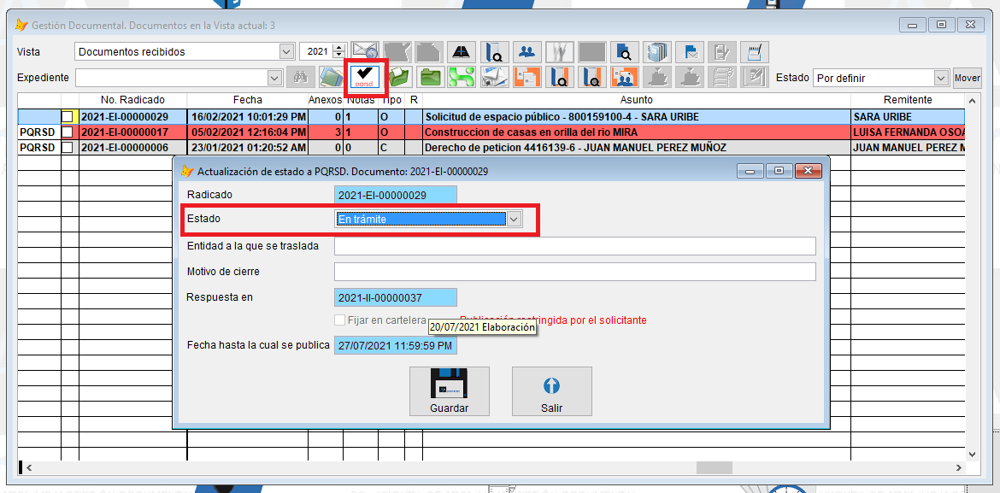 Gestión Documental. Documentos en la Vista actual: 3
Vista Documentos recibidos 2021
Expediente pqrsd Estado Por definir Mover
No. Radicado Fecha Anexos Notas Tipo R Asunto Remitente
2021-EI-00000029 16/02/2021 10:01:29 PM 0 1 O Solicitud de espacio público - 800159100-4 - SARA URIBE SARA URIBE
PQRSD 2021-EI-00000017 05/02/2021 12:16:04 PM 3 1 O Construccion de casas en orilla del rio MIRA LUISA FERNANDA OSOA
PQRSD 2021-EI-00000006 23/01/2021 01:20:52 AM 0 0 C Derecho de peticion 4416139-6 - JUAN MANUEL PEREZ MUÑOZ JUAN MANUEL PEREZ M
Actualización de estado a PQRSD. Documento: 2021-EI-00000029
Radicado 2021-EI-00000029
Estado En trámite
Entidad a la que se traslada
Motivo de cierre
Respuesta en 2021-II-00000037
Fijar en cartelera restringida por el solicitante
20/07/2021 Elaboración
Fecha hasta la cual se publica 27/07/2021 11:59:59 PM
Guardar Salir